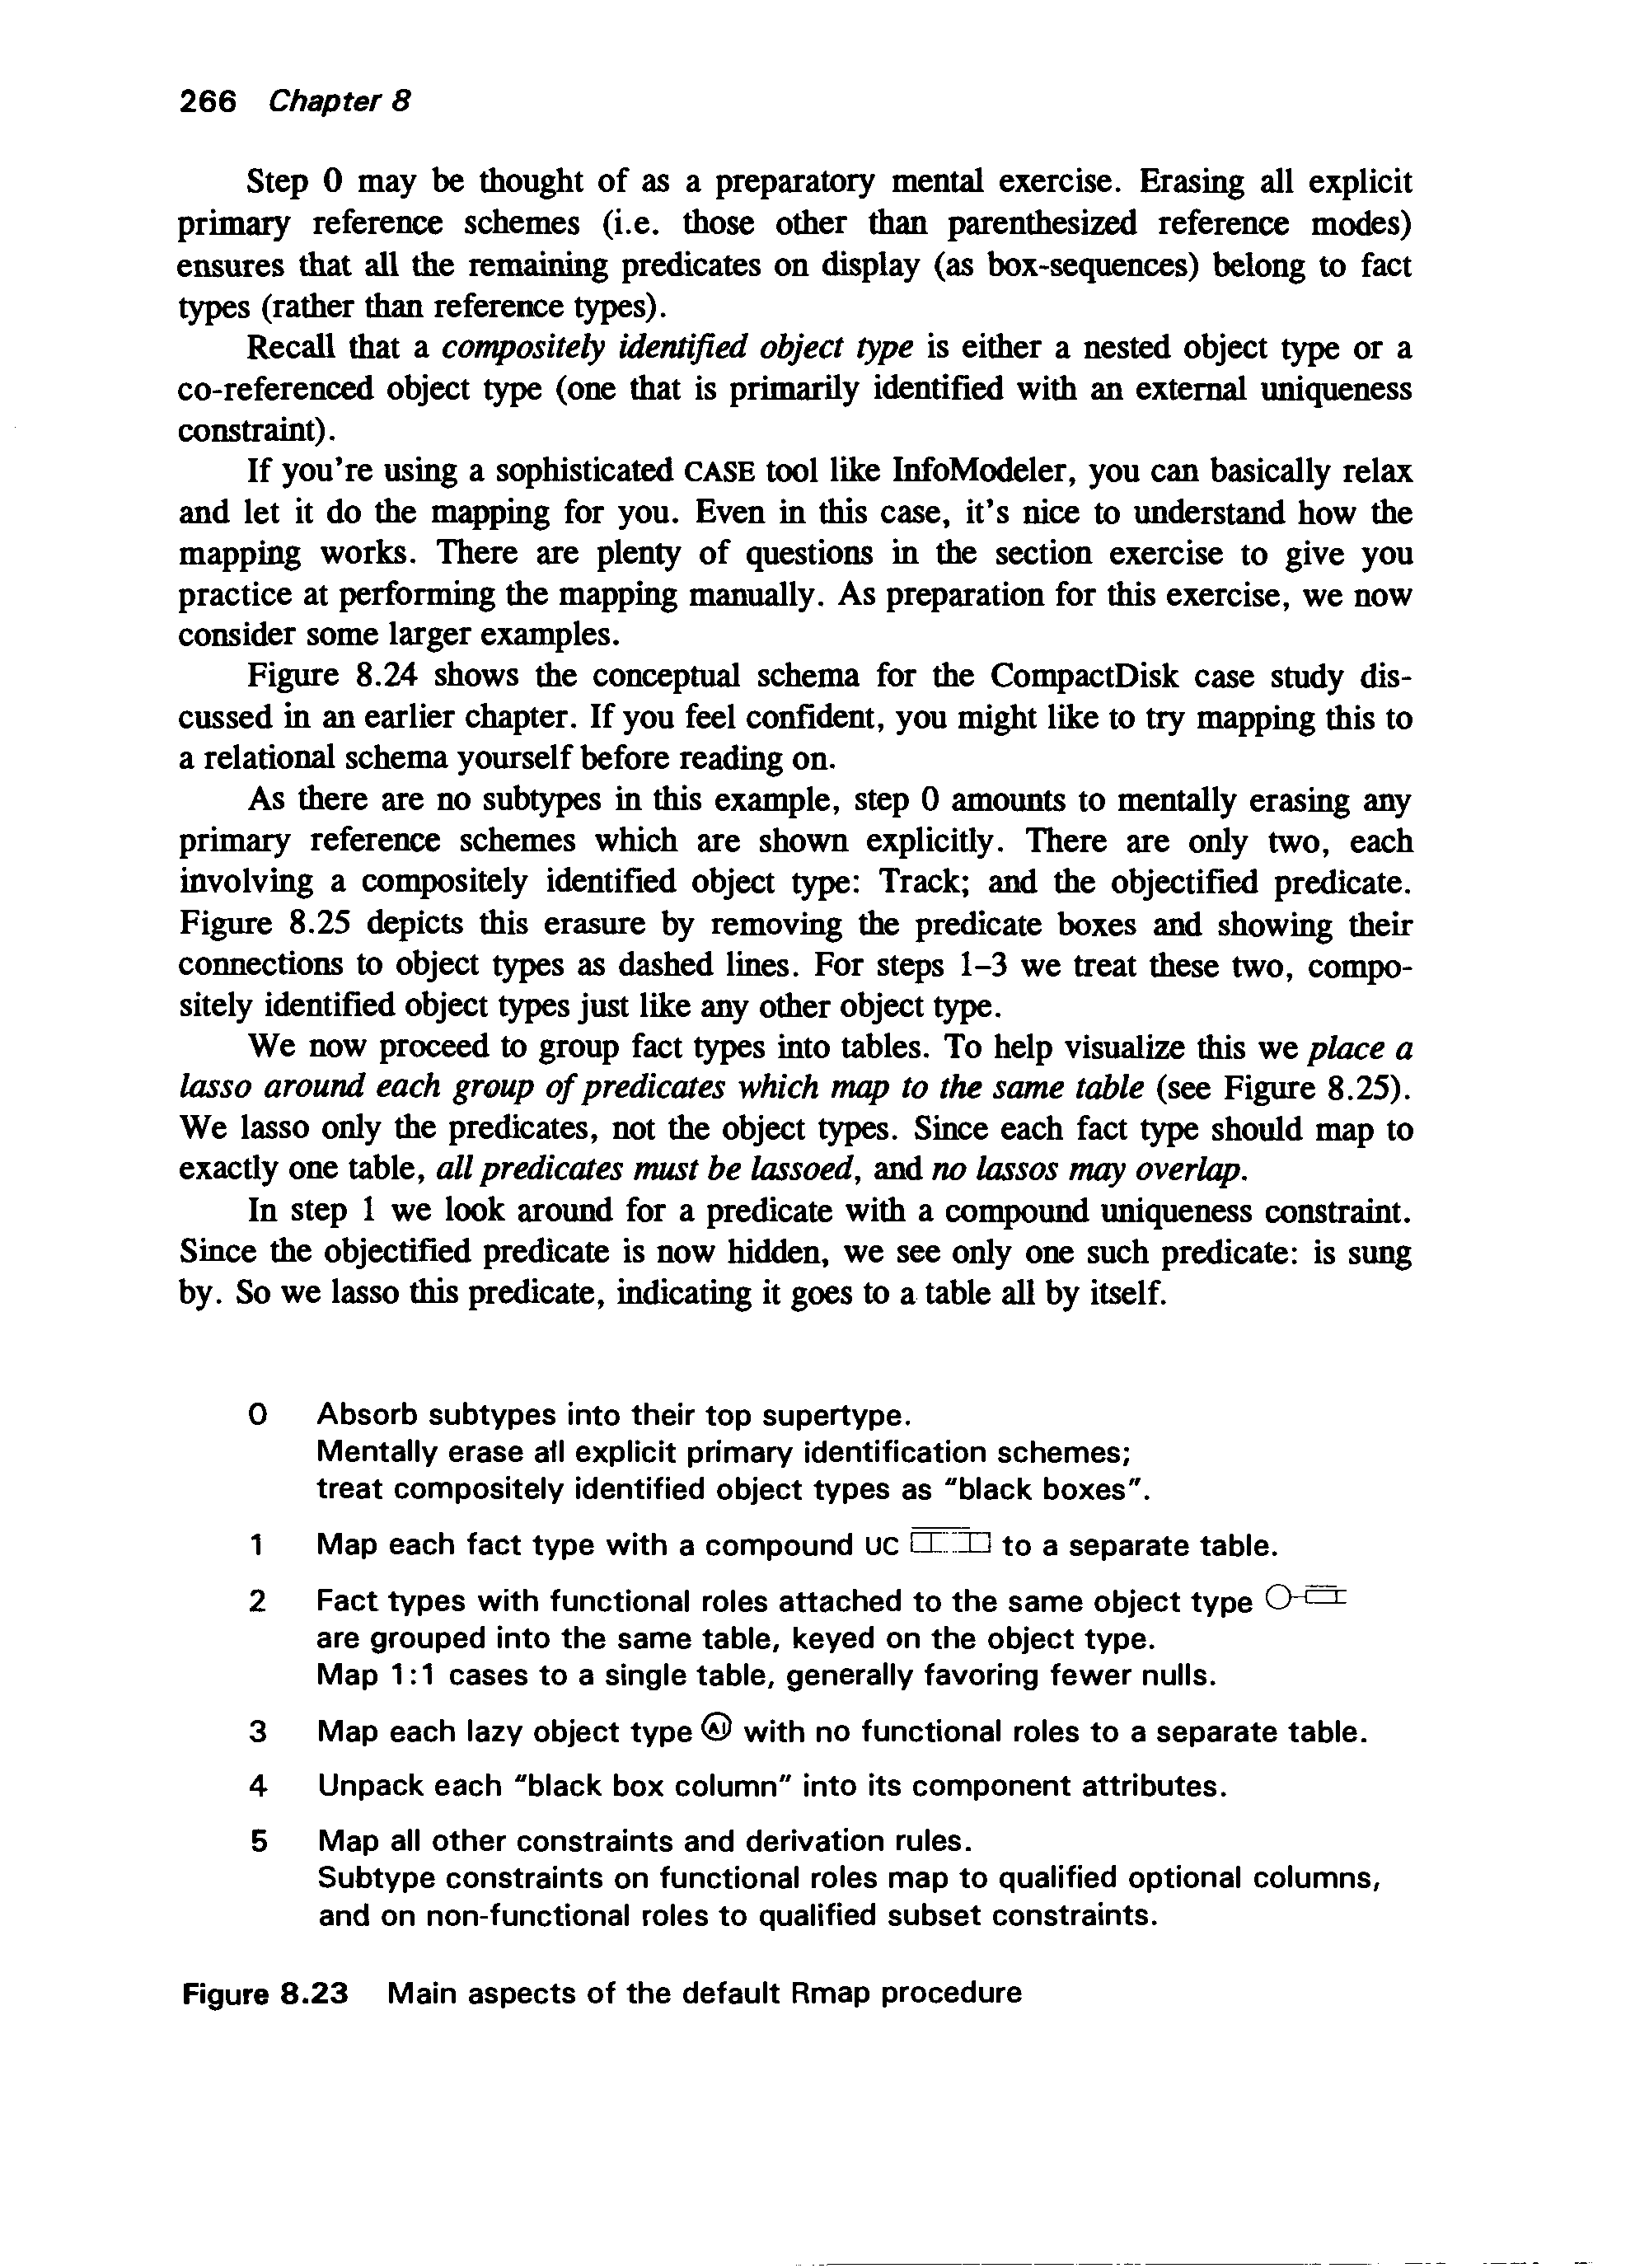 266 Chapter 8
Step 0 may be thought of as a preparatory mental exercise. Erasing all explicit
primary reference schemes (i.e. those other than parenthesized reference modes)
ensures that all the remaining predicates on display (as box-sequences) belong to fact
types (rather than reference types).
Recall that a compositely identified object type is either a nested object type or a
co-referenced object type (one that is primarily identified with an external uniqueness
constraint).
If you're using a sophisticated CASE tool like InfoModeler, you can basically relax
and let it do the mapping for you. Even in this case, it's nice to understand how the
mapping works. There are plenty of questions in the section exercise to give you
practice at performing the mapping manually. As preparation for this exercise, we now
consider some larger examples.
Figure 8.24 shows the conceptual schema for the CompactDisk case study dis-
cussed in an earlier chapter. If you feel confident, you might like to try mapping this to
a relational schema yourself before reading on.
As there are no subtypes in this example, step 0 amounts to mentally erasing any
primary reference schemes which are shown explicitly. There are only two, each
involving a compositely identified object type: Track; and the objectified predicate.
Figure 8.25 depicts this erasure by removing the predicate boxes and showing their
connections to object types as dashed lines. For steps 1–3 we treat these two, compo-
sitely identified object types just like any other object type.
We now proceed to group fact types into tables. To help visualize this we place a
lasso around each group of predicates which map to the same table (see Figure 8.25).
We lasso only the predicates, not the object types. Since each fact type should map to
exactly one table, all predicates must be lassoed, and no lassos may overlap.
In step 1 we look around for a predicate with a compound uniqueness constraint.
Since the objectified predicate is now hidden, we see only one such predicate: is sung
by. So we lasso this predicate, indicating it goes to a table all by itself.
0 Absorb subtypes into their top supertype.
Mentally erase all explicit primary identification schemes;
treat compositely identified object types as "black boxes".
1 Map each fact type with a compound UC to a separate table.
2 Fact types with functional roles attached to the same object type
are grouped into the same table, keyed on the object type.
Map 1:1 cases to a single table, generally favoring fewer nulls.
3 Map each lazy object type AI with no functional roles to a separate table.
4 Unpack each "black box column" into its component attributes.
5 Map all other constraints and derivation rules.
Subtype constraints on functional roles map to qualified optional columns,
and on non-functional roles to qualified subset constraints.
Figure 8.23 Main aspects of the default Rmap procedure